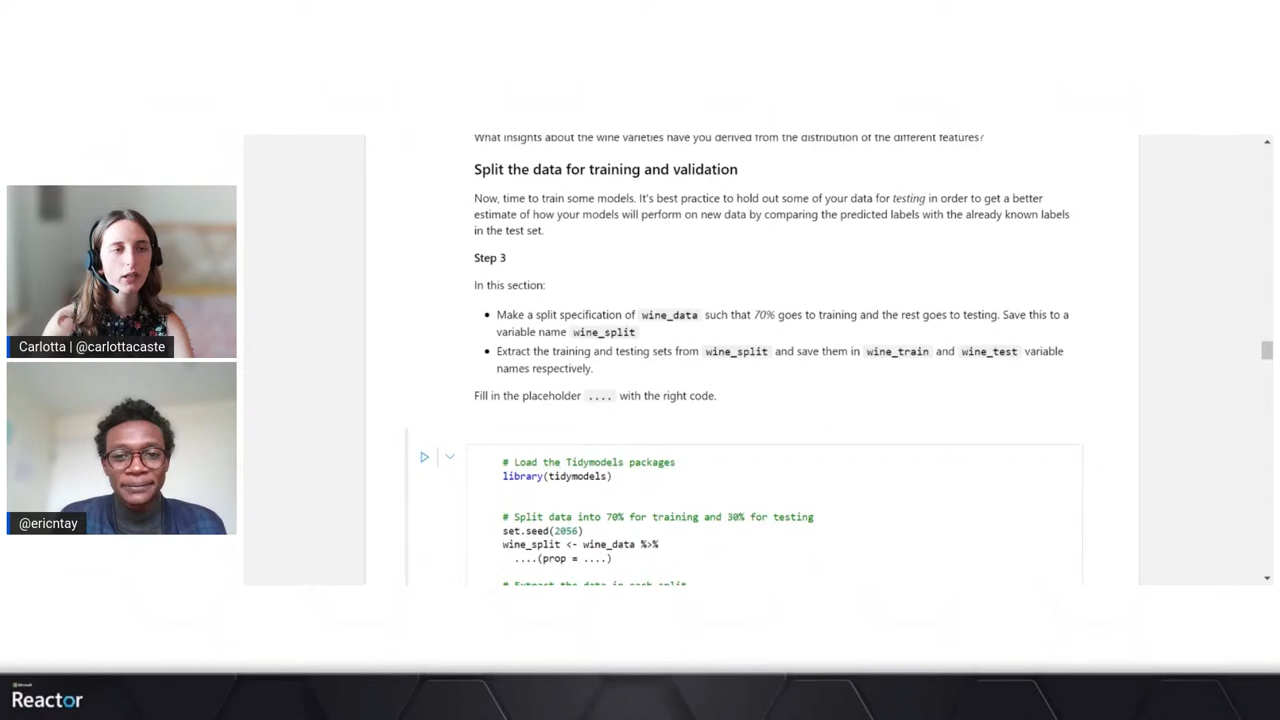 What insights about the wine varieties have you derived from the distribution of the different features?
Split the data for training and validation
Now, time to train some models. It's best practice to hold out some of your data for testing in order to get a better
estimate of how your models will perform on new data by comparing the predicted labels with the already known labels
in the test set.
Step 3
In this section:
Make a split specification of wine_data such that 70% goes to training and the rest goes to testing. Save this to a
variable name wine_split
Extract the training and testing sets from wine_split and save them in wine_train and wine_test variable
names respectively.
Fill in the placeholder .... with the right code.
# Load the Tidymodels packages
library(tidymodels)
# Split data into 70% for training and 30% for testing
set.seed(2056)
wine_split <- wine_data %>%
....(prop = ....)
# Extract the data in each split
Carlotta | @carlottacaste
@ericntay
Microsoft
Reactor